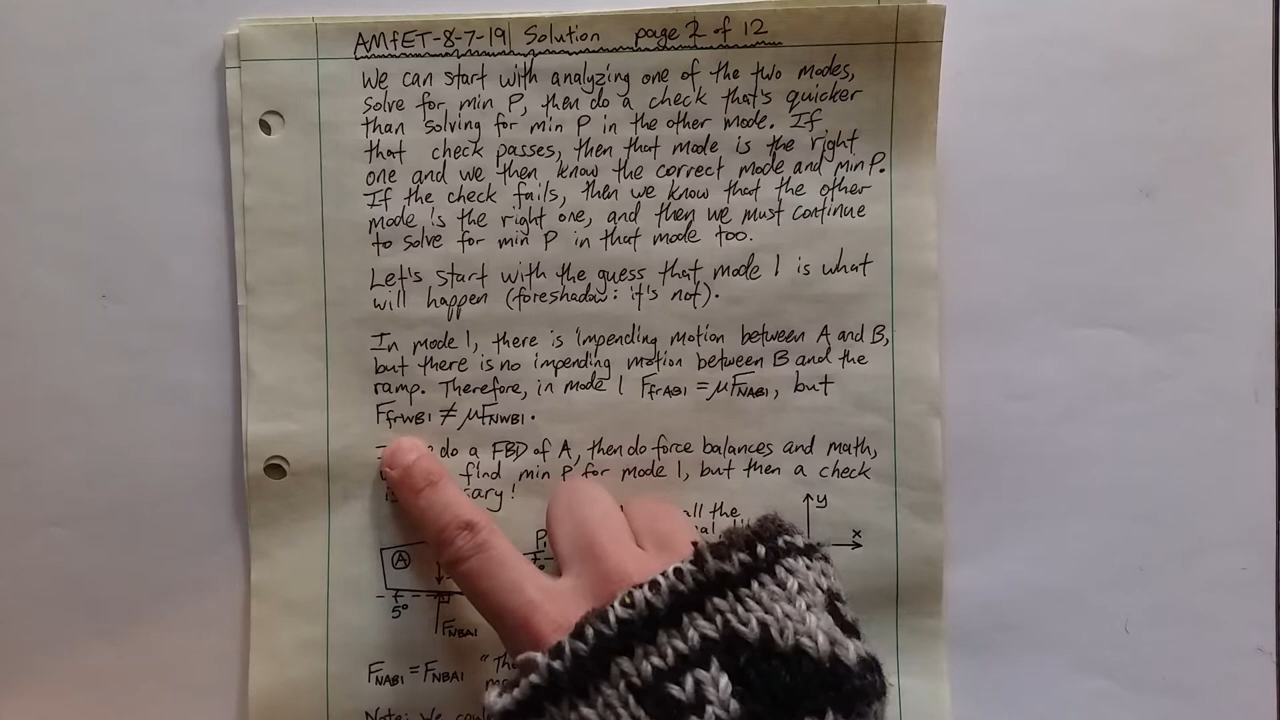 AMfET-8-7-19 Solution page 2 of 12
We can start with analyzing one of the two modes,
solve for min P, then do a check that's quicker
than solving for min P in the other mode. If
that check passes, then that mode is the right
one and we then know the correct mode and min P.
If the check fails, then we know that the other
mode is the right one, and then we must continue
to solve for min P in that mode too.
Let's start with the guess that mode 1 is what
will happen (foreshadow: it's not).
In mode 1, there is impending motion between A and B,
but there is no impending motion between B and the
ramp. Therefore, in mode 1 FfrAB1 = μFNAB1, but
FfrWB1 ≠ μFNWB1.
do a FBD of A, then do force balances and math,
find min P for mode 1, but then a check
!
all the
y
x
A
P1
5°
FNBA1
FNAB1 = FNBA1
Note: We